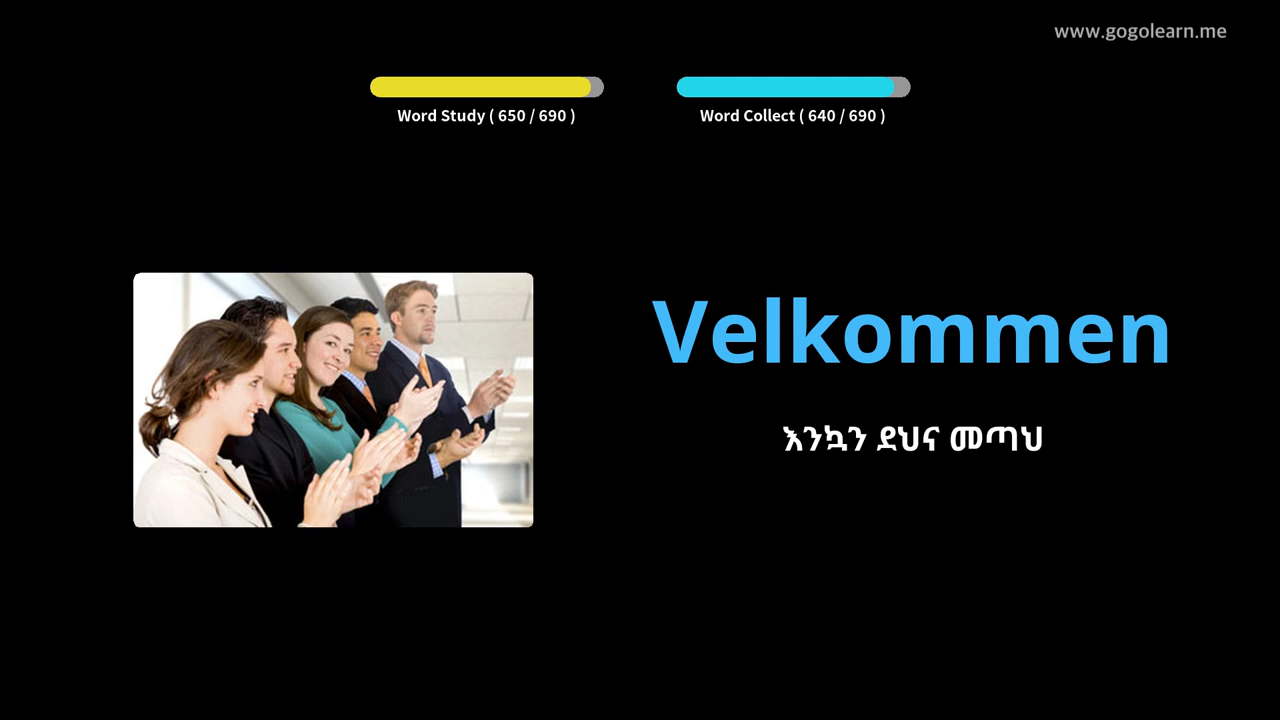 www.gogolearn.me
Word Study ( 650 / 690 )
Word Collect ( 640 / 690 )
Velkommen
እንኳን ደህና መጣህ